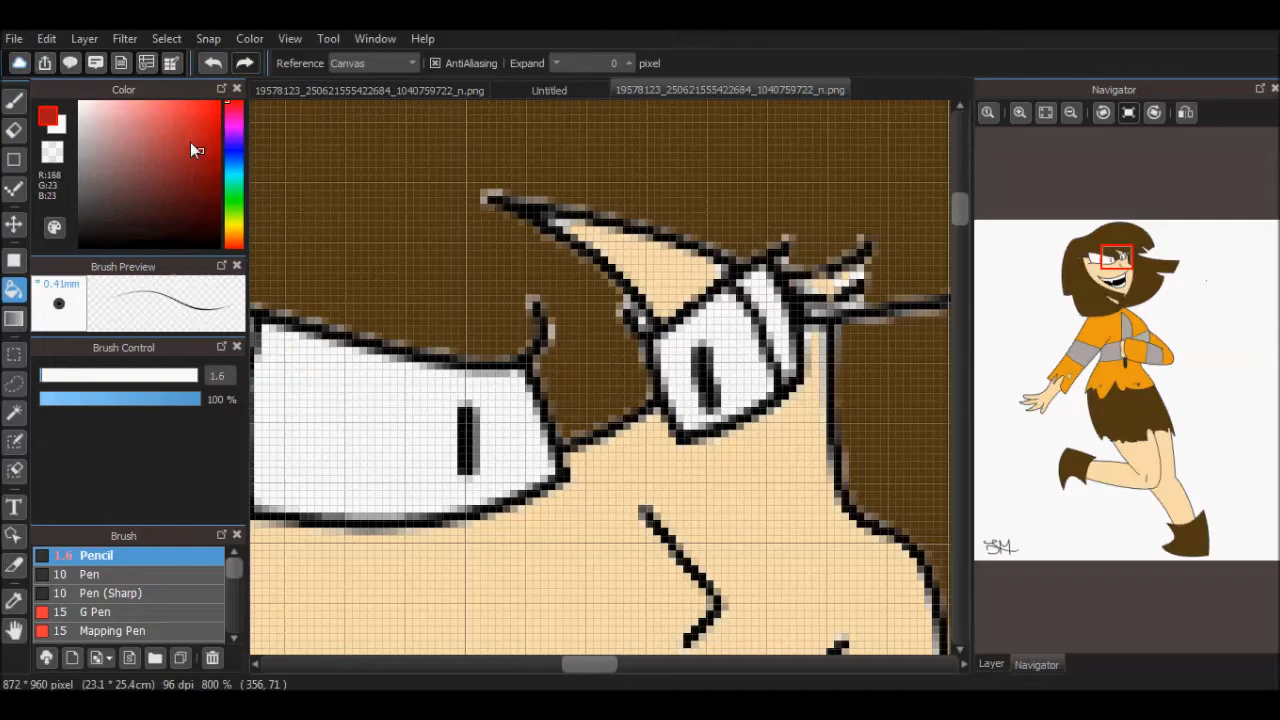 File Edit Layer Filter Select Snap Color View Tool Window Help
Reference Canvas AntiAliasing Expand 0 pixel
Color
19578123_250621555422684_1040759722_n.png Untitled 19578123_250621555422684_1040759722_n.png
Navigator
R:168
G:23
B:23
Brush Preview
* 0.41mm
Brush Control
1.6
100 %
Brush
1.6 Pencil
10 Pen
10 Pen (Sharp)
15 G Pen
15 Mapping Pen
Layer Navigator
872 * 960 pixel (23.1 * 25.4cm) 96 dpi 800 % ( 356, 71 )